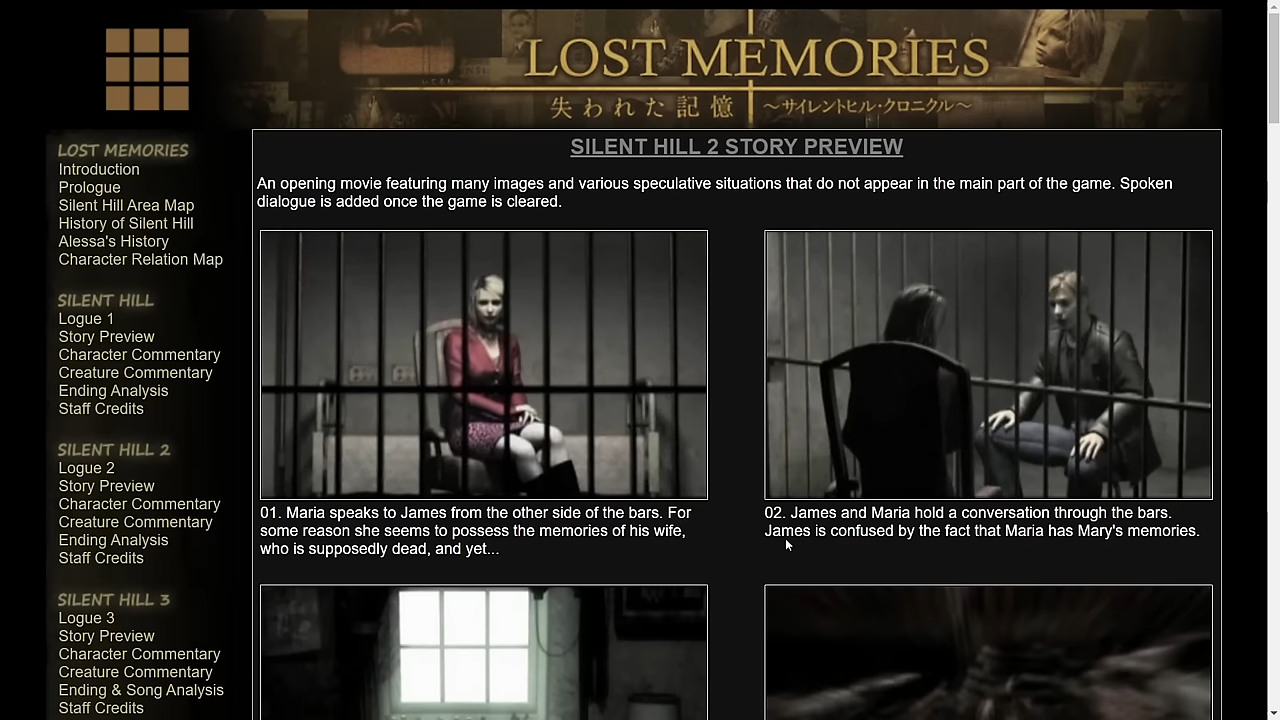 LOST MEMORIES
失われた記憶 ～サイレントヒル・クロニクル～
LOST MEMORIES
Introduction
Prologue
Silent Hill Area Map
History of Silent Hill
Alessa's History
Character Relation Map
SILENT HILL
Logue 1
Story Preview
Character Commentary
Creature Commentary
Ending Analysis
Staff Credits
SILENT HILL 2
Logue 2
Story Preview
Character Commentary
Creature Commentary
Ending Analysis
Staff Credits
SILENT HILL 3
Logue 3
Story Preview
Character Commentary
Creature Commentary
Ending & Song Analysis
Staff Credits
SILENT HILL 2 STORY PREVIEW
An opening movie featuring many images and various speculative situations that do not appear in the main part of the game. Spoken
dialogue is added once the game is cleared.
01. Maria speaks to James from the other side of the bars. For
some reason she seems to possess the memories of his wife,
who is supposedly dead, and yet...
02. James and Maria hold a conversation through the bars.
James is confused by the fact that Maria has Mary's memories.